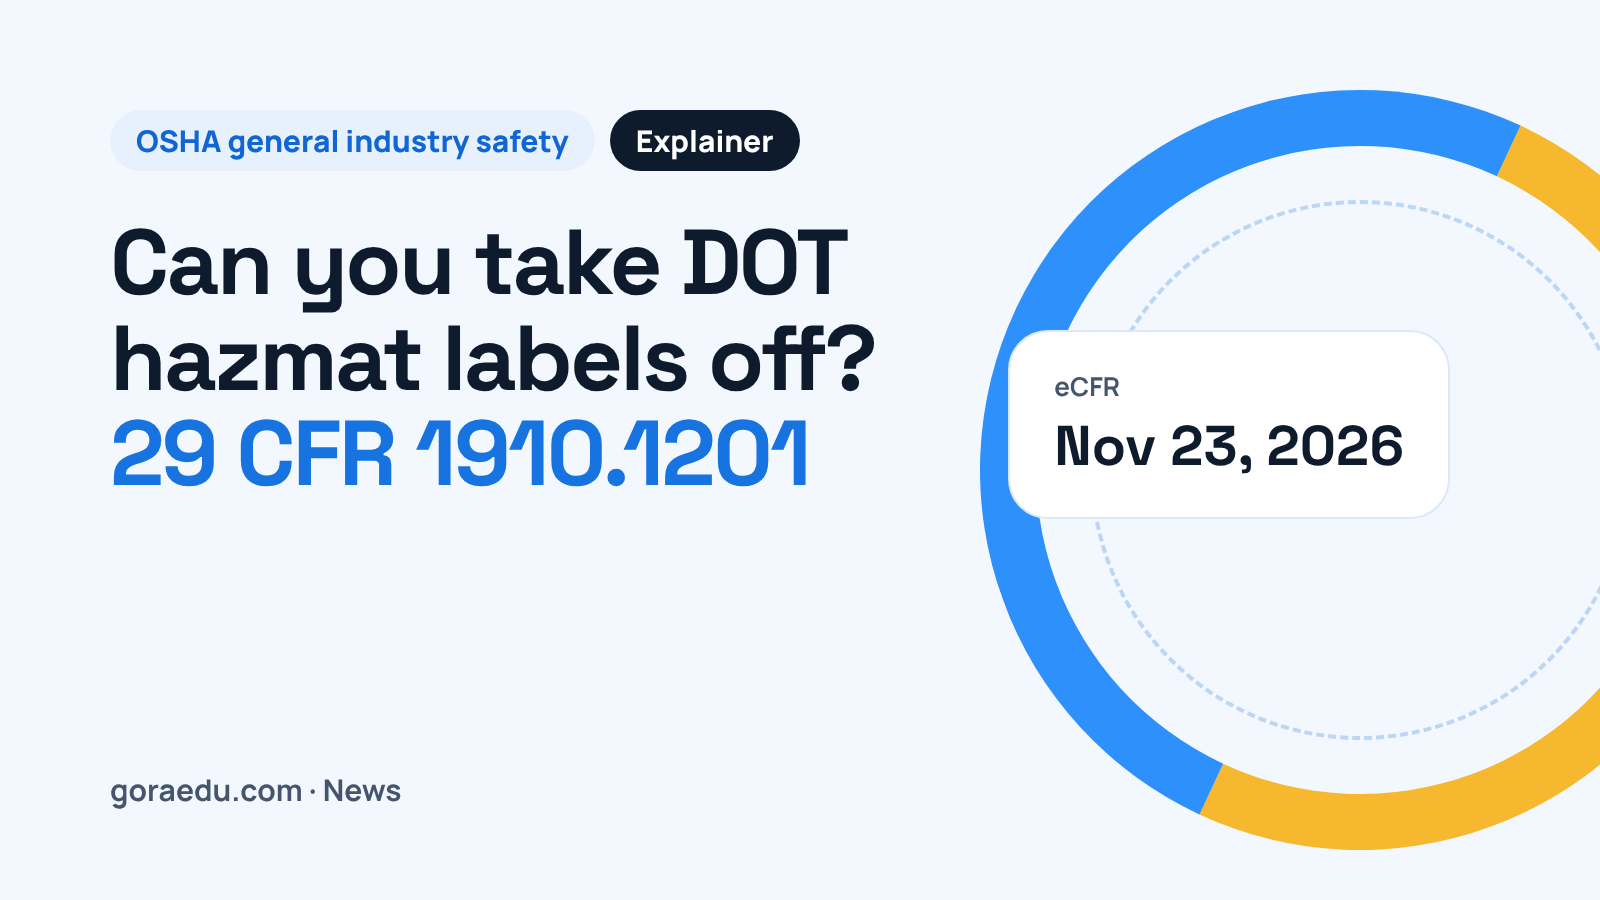 OSHA general industry safety
Explainer
Can you take DOT
hazmat labels off?
29 CFR 1910.1201
eCFR
Nov 23, 2026
goraedu.com · News